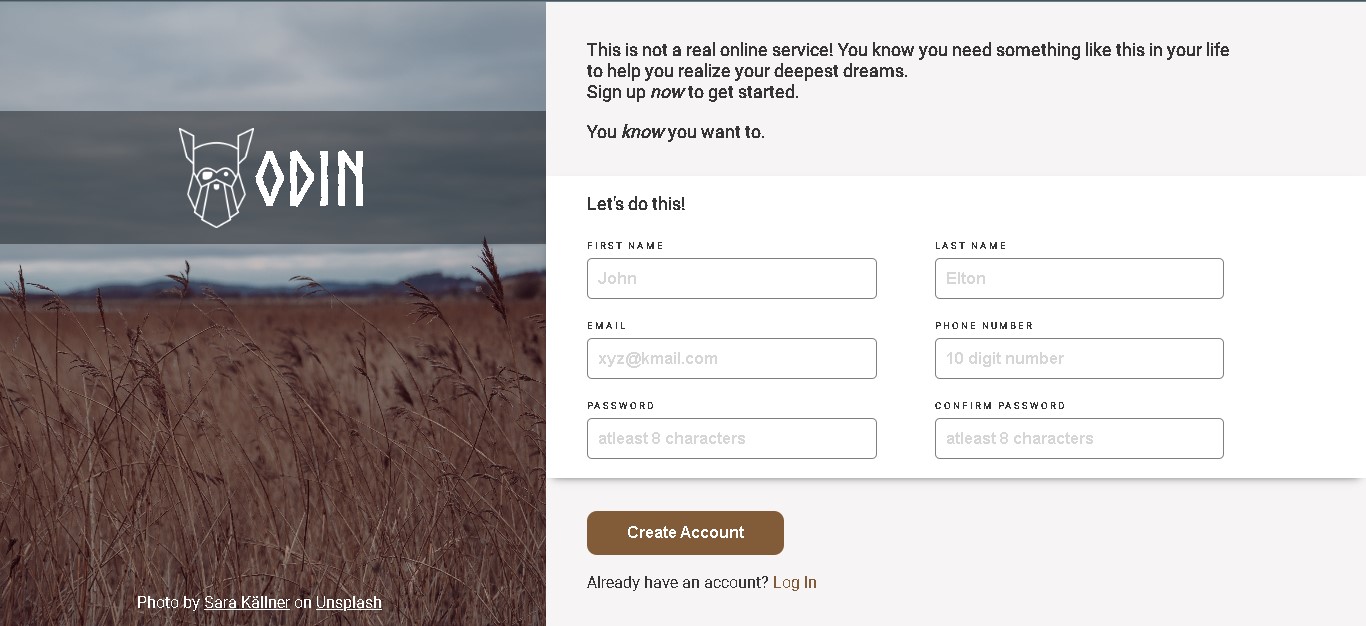 ODIN
Photo by Sara Källner on Unsplash
This is not a real online service! You know you need something like this in your life
to help you realize your deepest dreams.
Sign up now to get started.
You know you want to.
Let's do this!
FIRST NAME
LAST NAME
John
Elton
EMAIL
PHONE NUMBER
xyz@kmail.com
10 digit number
PASSWORD
CONFIRM PASSWORD
atleast 8 characters
atleast 8 characters
Create Account
Already have an account? Log In